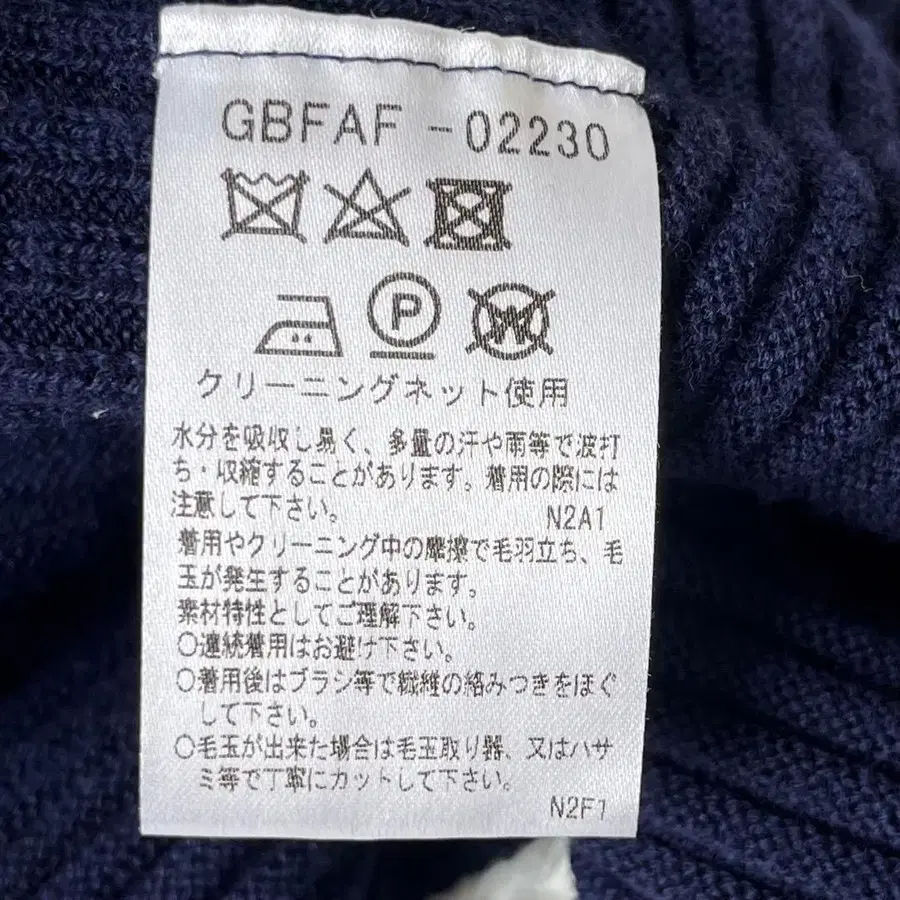 GBFAF-02230
P
W
クリーニングネット使用
水分を吸収し易く、多量の汗や雨等で波打
ち・収縮することがあります。着用の際には
注意して下さい。 N2A1
着用やクリーニング中の摩擦で毛羽立ち、毛
玉が発生することがあります。
素材特性としてご理解下さい。
○連続着用はお避け下さい。
○着用後はブラシ等で繊維の絡みつきをほぐ
して下さい。
○毛玉が出来た場合は毛玉取り器、又はハサ
ミ等で丁寧にカットして下さい。
N2F1